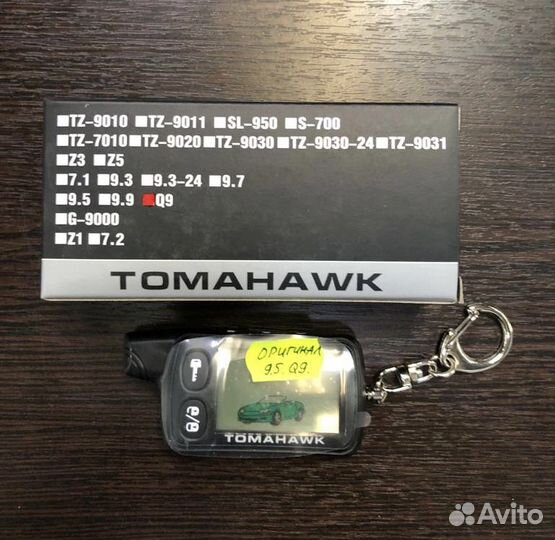 TZ-9010 TZ-9011 SL-950 S-700
TZ-7010 TZ-9020 TZ-9030 TZ-9030-24 TZ-9031
Z3 Z5
7.1 9.3 9.3-24 9.7
9.5 9.9 Q9
G-9000
Z1 7.2
TOMAHAWK
ОРИГИНАЛ
9.5. Q9.
TOMAHAWK
Avito